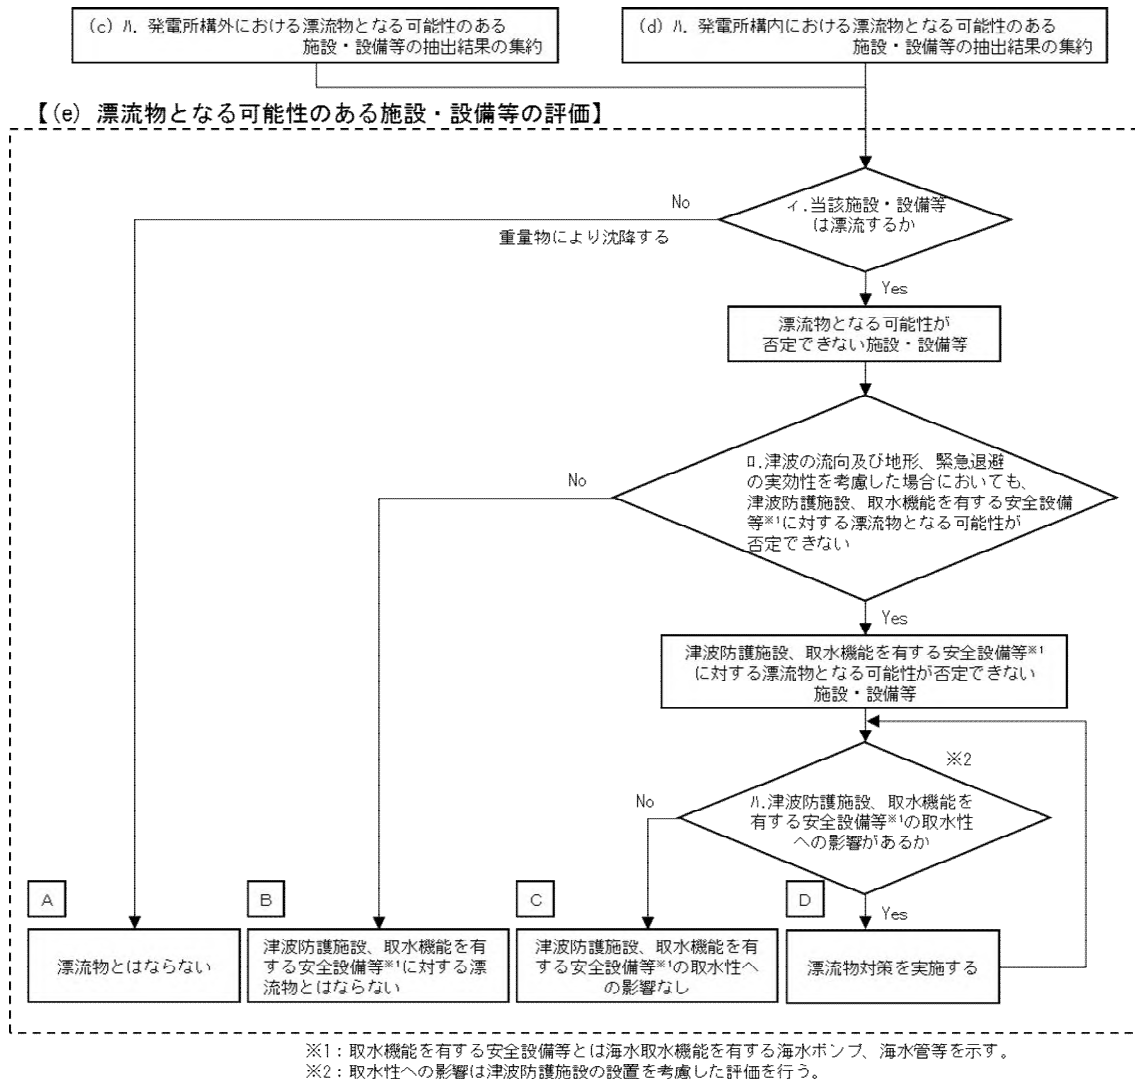 (c) ハ. 発電所構外における漂流物となる可能性のある
施設・設備等の抽出結果の集約
(d) ハ. 発電所構内における漂流物となる可能性のある
施設・設備等の抽出結果の集約
【(e) 漂流物となる可能性のある施設・設備等の評価】
イ.当該施設・設備等
は漂流するか
No
重量物により沈降する
Yes
漂流物となる可能性が
否定できない施設・設備等
ロ.津波の流向及び地形、緊急退避
の実効性を考慮した場合においても、
津波防護施設、取水機能を有する安全設備
等※1に対する漂流物となる可能性が
否定できない
No
Yes
津波防護施設、取水機能を有する安全設備等※1
に対する漂流物となる可能性が否定できない
施設・設備等
※2
ハ.津波防護施設、取水機能を
有する安全設備等※1の取水性
への影響があるか
No
Yes
A
漂流物とはならない
B
津波防護施設、取水機能を有
する安全設備等※1に対する漂
流物とはならない
C
津波防護施設、取水機能を有
する安全設備等※1の取水性へ
の影響なし
D
漂流物対策を実施する
※1：取水機能を有する安全設備等とは海水取水機能を有する海水ポンプ、海水管等を示す。
※2：取水性への影響は津波防護施設の設置を考慮した評価を行う。